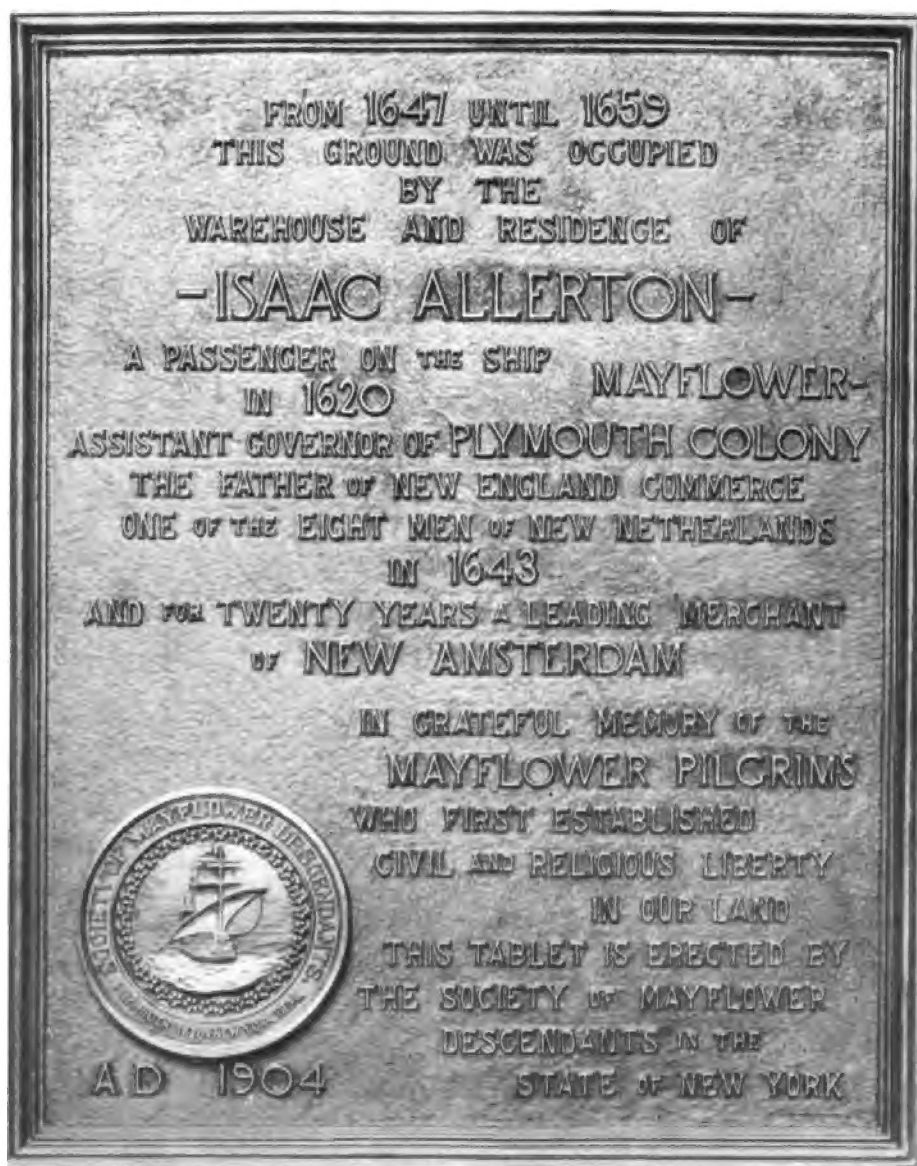 FROM 1647 UNTIL 1659
THIS GROUND WAS OCCUPIED
BY THE
WAREHOUSE AND RESIDENCE OF
-ISAAC ALLERTON-
A PASSENGER ON THE SHIP MAYFLOWER-
IN 1620
ASSISTANT GOVERNOR OF PLYMOUTH COLONY
THE FATHER OF NEW ENGLAND COMMERCE
ONE OF THE EIGHT MEN OF NEW NETHERLANDS
IN 1643
AND FOR TWENTY YEARS A LEADING MERCHANT
OF NEW AMSTERDAM
IN GRATEFUL MEMORY OF THE
MAYFLOWER PILGRIMS
WHO FIRST ESTABLISHED
CIVIL AND RELIGIOUS LIBERTY
IN OUR LAND
THIS TABLET IS ERECTED BY
THE SOCIETY OF MAYFLOWER
DESCENDANTS IN THE
STATE OF NEW YORK
SOCIETY OF MAYFLOWER DESCENDANTS
AD 1904